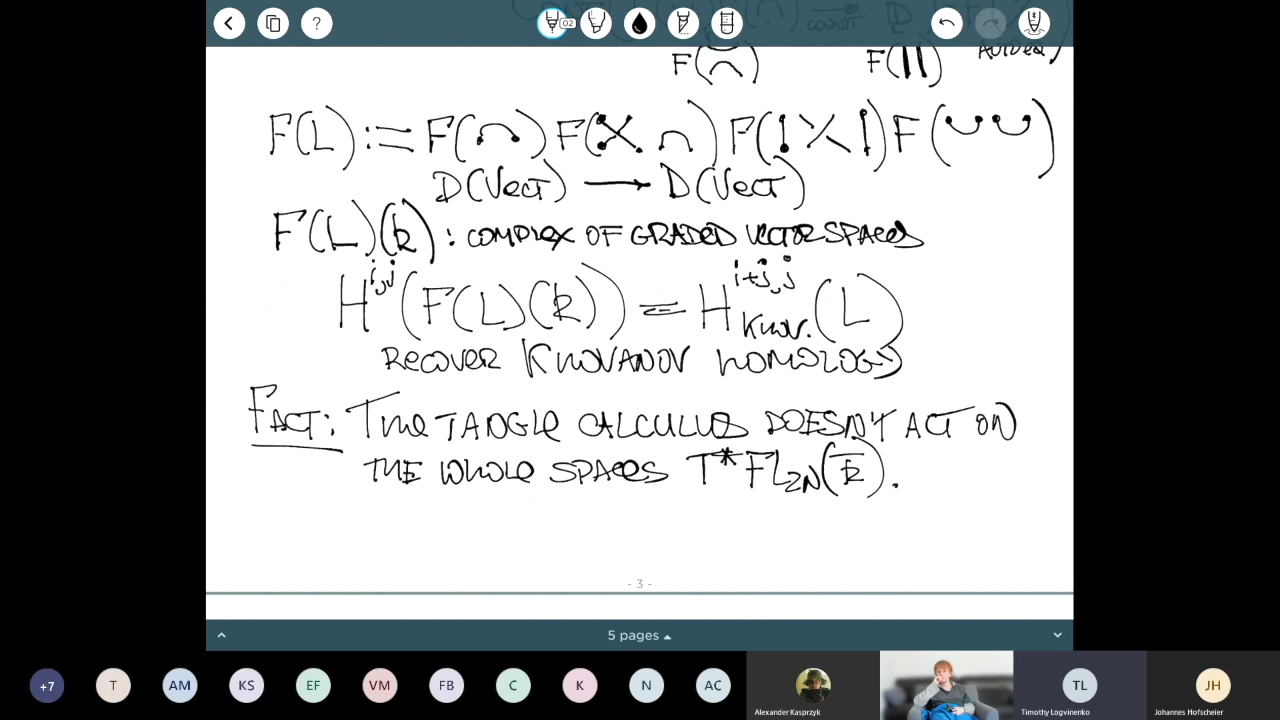 ?
02
COUNIT
F(⌒) F(||)
F(L) := F(∩) F(X ∩) F(| X |) F(∪ ∪)
D(Vect) → D(Vect)
F(L)(k) : COMPLEX OF GRADED VECTOR SPACES
H^{i,j}(F(L)(k)) = H^{i+j,j}_{Khov.}(L)
RECOVER KHOVANOV HOMOLOGY
FACT: THE TANGLE CALCULUS DOESN'T ACT ON
THE WHOLE SPACES T*Fl_{2N}(k).
- 3 -
5 pages
+7 T AM KS EF VM FB C K N AC TL JH
Alexander Kasprzyk Timothy Logvinenko Johannes Hofscheier